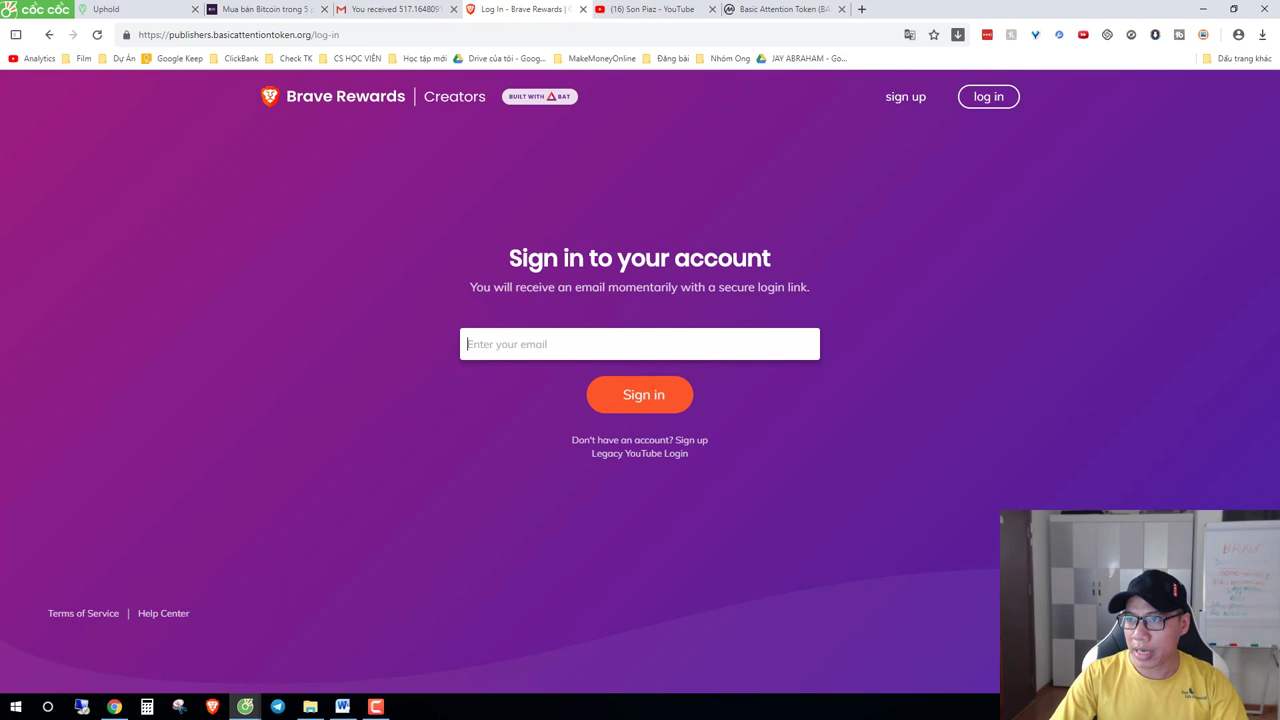 cốc cốc
Uphold
Mua bán Bitcoin trong 5 p
You received 517.1648091
Log In - Brave Rewards | C
(16) Son Piaz - YouTube
Basic Attention Token (BA
https://publishers.basicattentiontoken.org/log-in
Analytics
Film
Dự Án
Google Keep
ClickBank
Check TK
CS HỌC VIÊN
Học tập mới
Drive của tôi - Goog...
MakeMoneyOnline
Đăng bài
Nhóm Ong
JAY ABRAHAM - Go...
Dấu trang khác
Brave Rewards | Creators
BUILT WITH BAT
sign up
log in
Sign in to your account
You will receive an email momentarily with a secure login link.
Enter your email
Sign in
Don't have an account? Sign up
Legacy YouTube Login
Terms of Service | Help Center